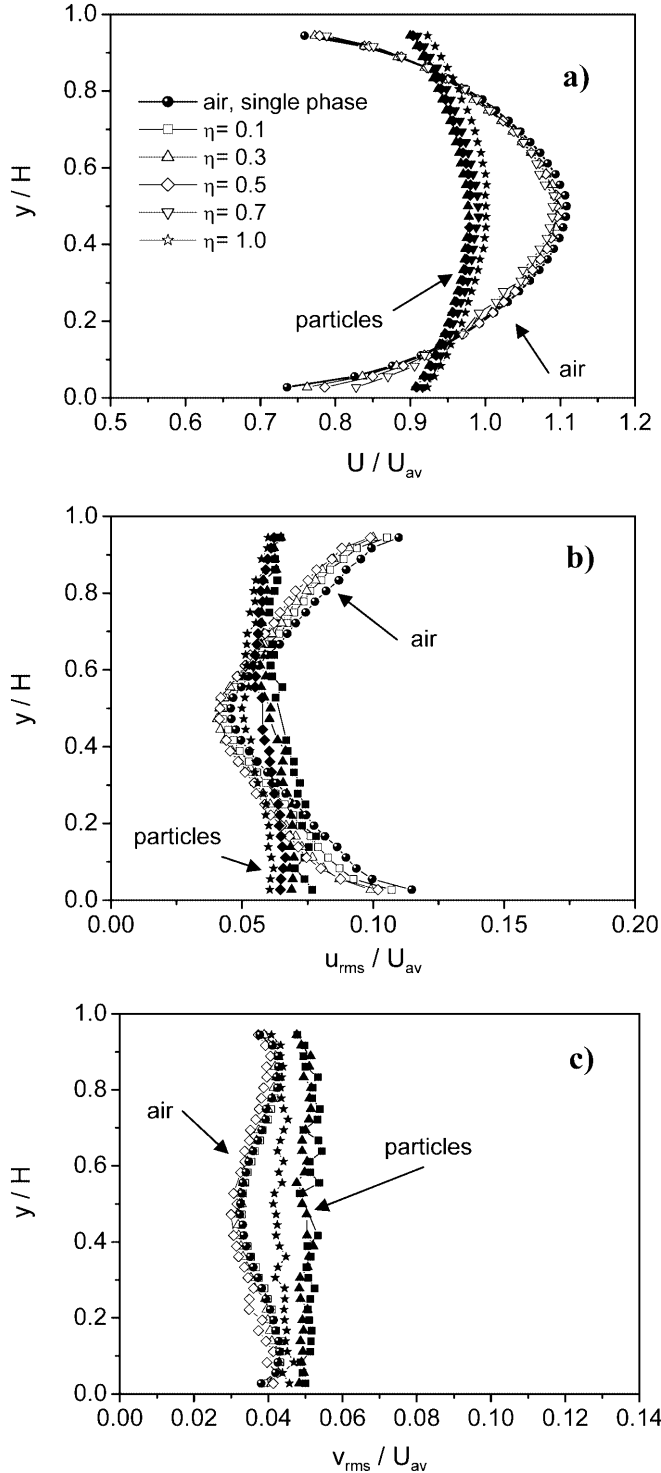 1.0
0.8
0.6
0.4
0.2
0.0
y / H
a)
air, single phase
η= 0.1
η= 0.3
η= 0.5
η= 0.7
η= 1.0
particles
air
0.5 0.6 0.7 0.8 0.9 1.0 1.1 1.2
U / Uav
1.0
0.8
0.6
0.4
0.2
0.0
y / H
b)
air
particles
0.00 0.05 0.10 0.15 0.20
urms / Uav
1.0
0.8
0.6
0.4
0.2
0.0
y / H
c)
air
particles
0.00 0.02 0.04 0.06 0.08 0.10 0.12 0.14
vrms / Uav